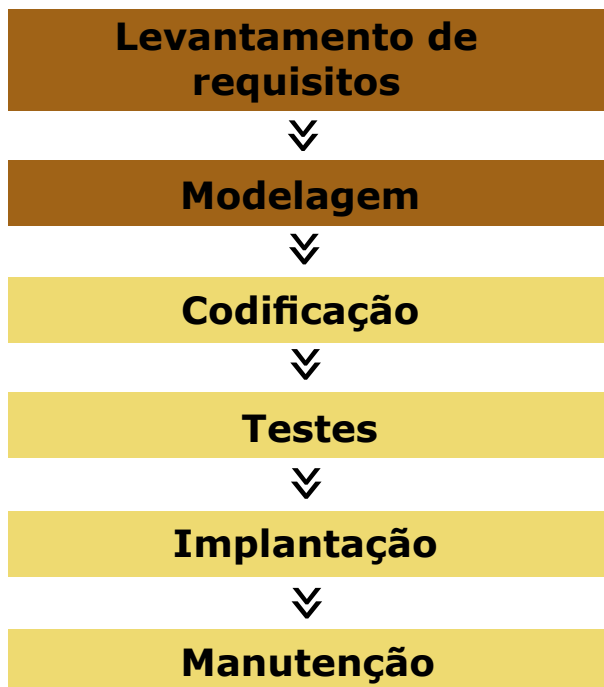 Levantamento de
requisitos
Modelagem
Codificação
Testes
Implantação
Manutenção